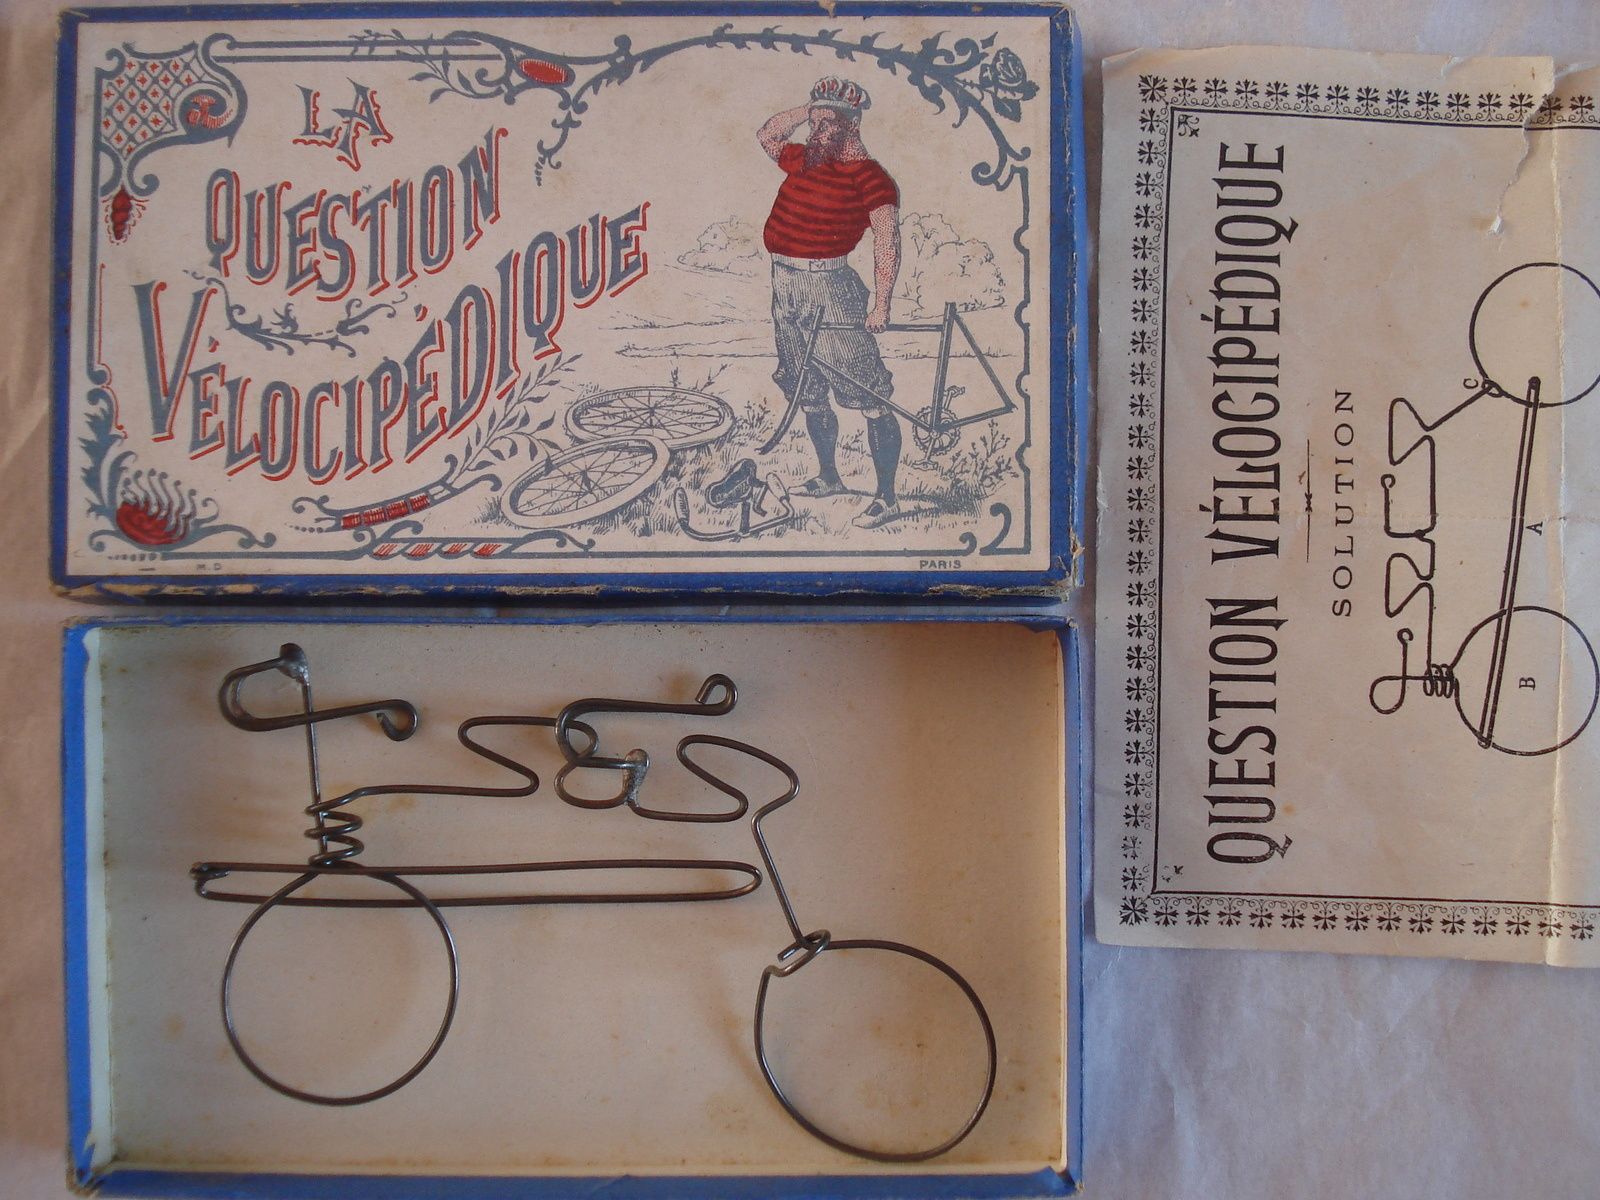 LA
QUESTION
VÉLOCIPÉDIQUE
M.D
PARIS
QUESTION VÉLOCIPÉDIQUE
SOLUTION
C
A
B